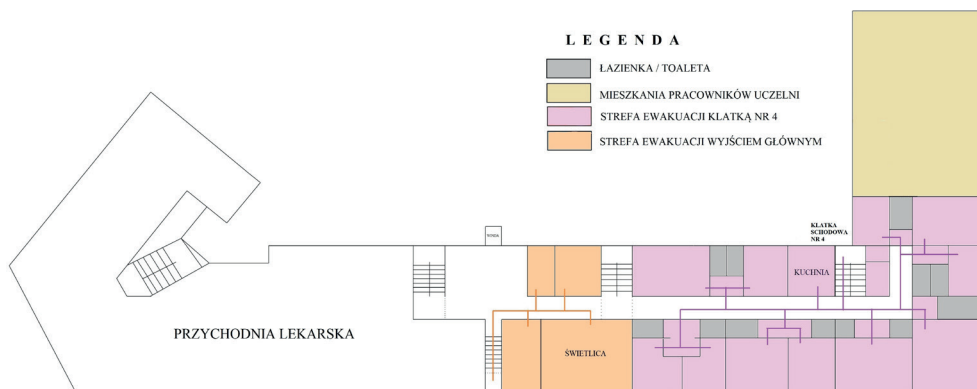 L E G E N D A
ŁAZIENKA / TOALETA
MIESZKANIA PRACOWNIKÓW UCZELNI
STREFA EWAKUACJI KLATKĄ NR 4
STREFA EWAKUACJI WYJŚCIEM GŁÓWNYM
KLATKA
SCHODOWA
NR 4
WINDA
KUCHNIA
PRZYCHODNIA LEKARSKA
ŚWIETLICA